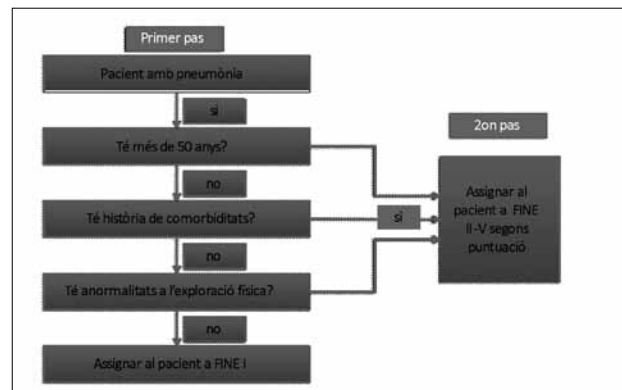 Primer pas
Pacient amb pneumònia
si
Té més de 50 anys?
no
Té història de comorbiditats?
no
Té anormalitats a l'exploració física?
no
Assignar al pacient a FINE I
si
2on pas
Assignar al
pacient a FINE
II-V segons
puntuació